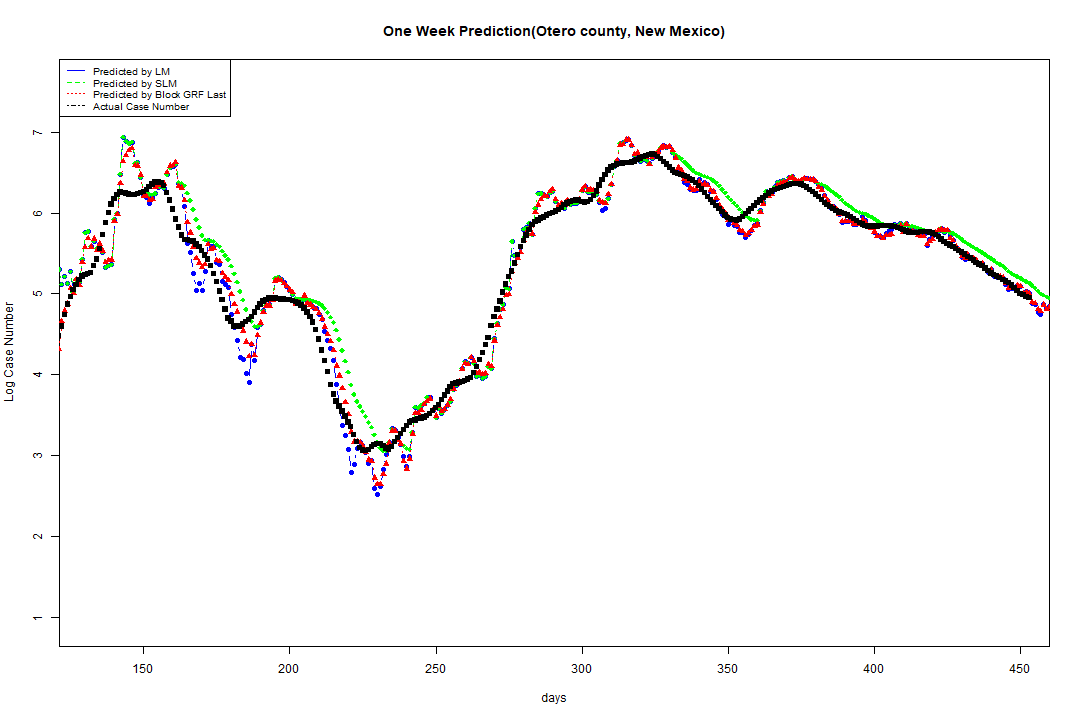 One Week Prediction(Otero county, New Mexico)
Predicted by LM
Predicted by SLM
Predicted by Block GRF Last
Actual Case Number
7
6
5
4
3
2
1
Log Case Number
150 200 250 300 350 400 450
days